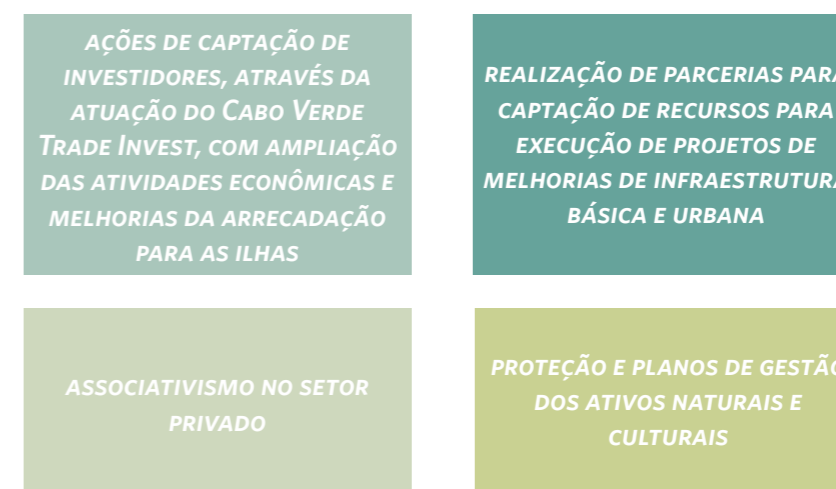 AÇÕES DE CAPTAÇÃO DE
INVESTIDORES, ATRAVÉS DA
ATUAÇÃO DO CABO VERDE
TRADE INVEST, COM AMPLIAÇÃO
DAS ATIVIDADES ECONÔMICAS E
MELHORIAS DA ARRECADAÇÃO
PARA AS ILHAS
REALIZAÇÃO DE PARCERIAS PARA
CAPTAÇÃO DE RECURSOS PARA
EXECUÇÃO DE PROJETOS DE
MELHORIAS DE INFRAESTRUTURA
BÁSICA E URBANA
ASSOCIATIVISMO NO SETOR
PRIVADO
PROTEÇÃO E PLANOS DE GESTÃO
DOS ATIVOS NATURAIS E
CULTURAIS